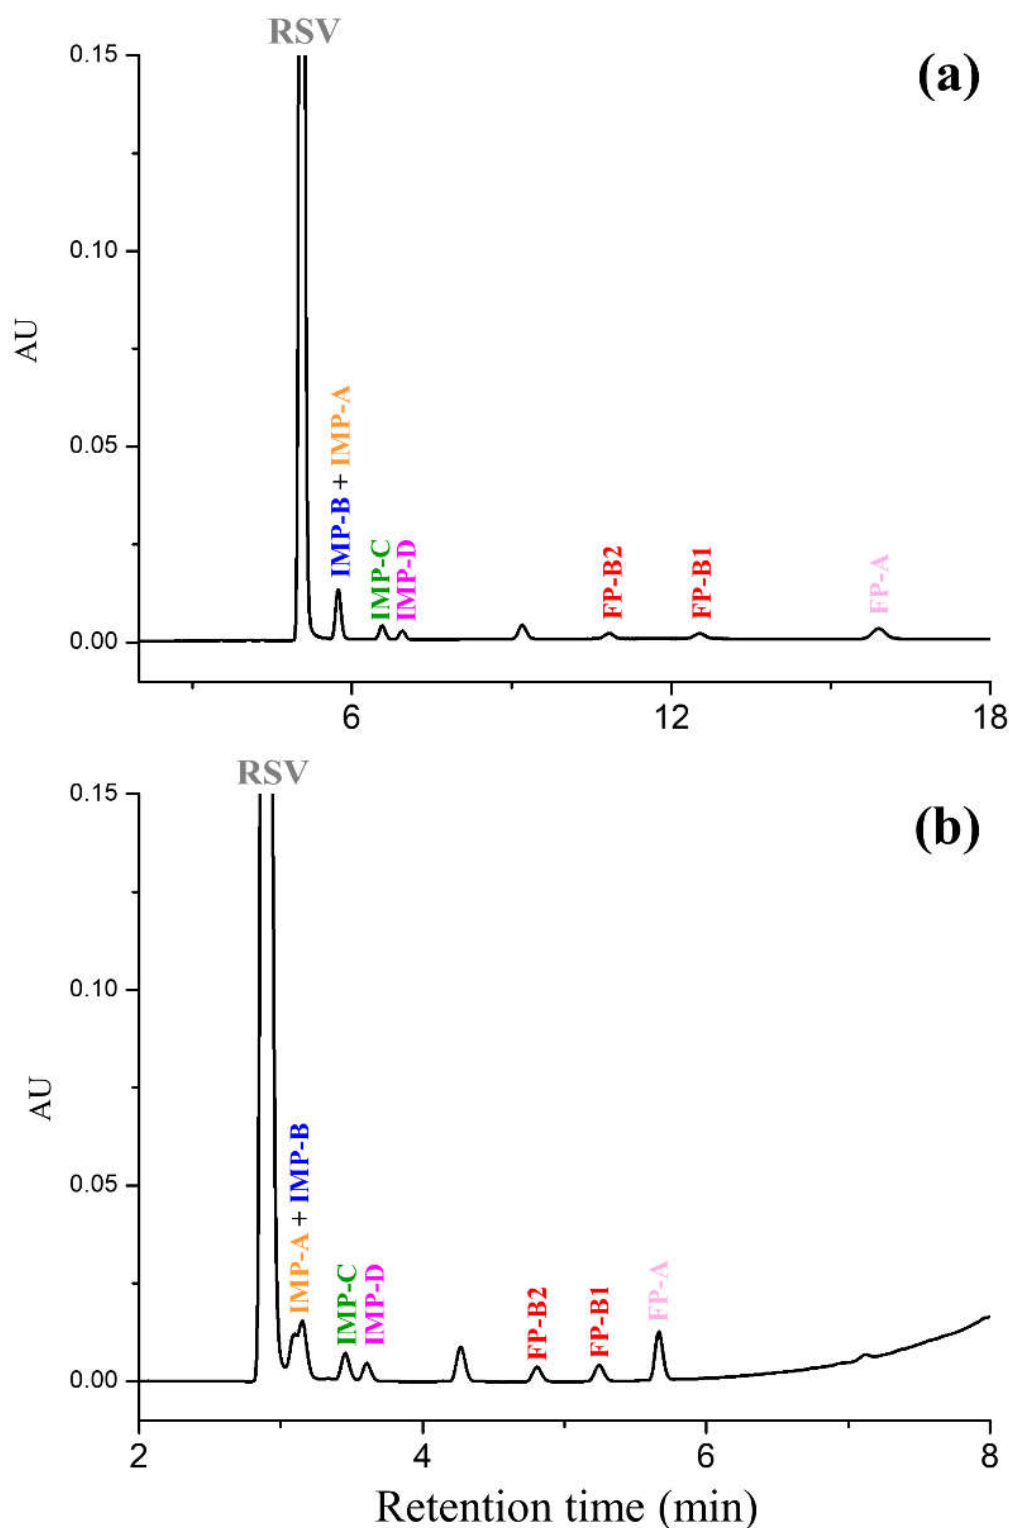 RSV
(a)
0.15
0.10
0.05
0.00
AU
IMP-B + IMP-A
IMP-C
IMP-D
FP-B2
FP-B1
FP-A
6
12
18
RSV
(b)
0.15
0.10
0.05
0.00
AU
IMP-A + IMP-B
IMP-C
IMP-D
FP-B2
FP-B1
FP-A
2
4
6
8
Retention time (min)